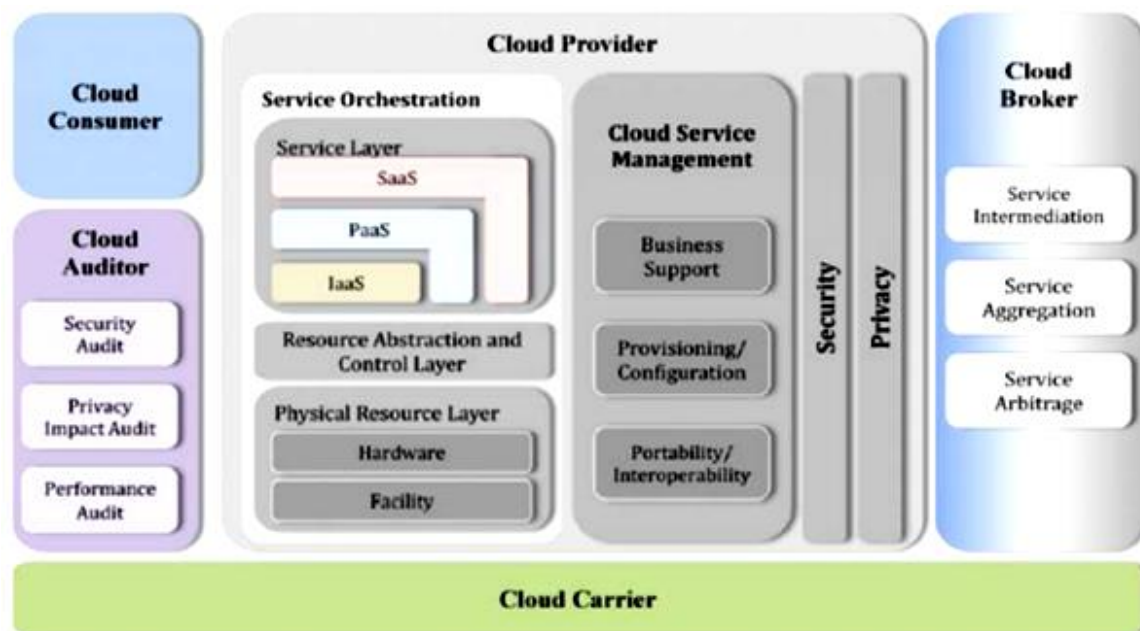 Cloud
Consumer
Cloud
Auditor
Security
Audit
Privacy
Impact Audit
Performance
Audit
Cloud Provider
Service Orchestration
Service Layer
SaaS
PaaS
IaaS
Resource Abstraction and
Control Layer
Physical Resource Layer
Hardware
Facility
Cloud Service
Management
Business
Support
Provisioning/
Configuration
Portability/
Interoperability
Security
Privacy
Cloud
Broker
Service
Intermediation
Service
Aggregation
Service
Arbitrage
Cloud Carrier